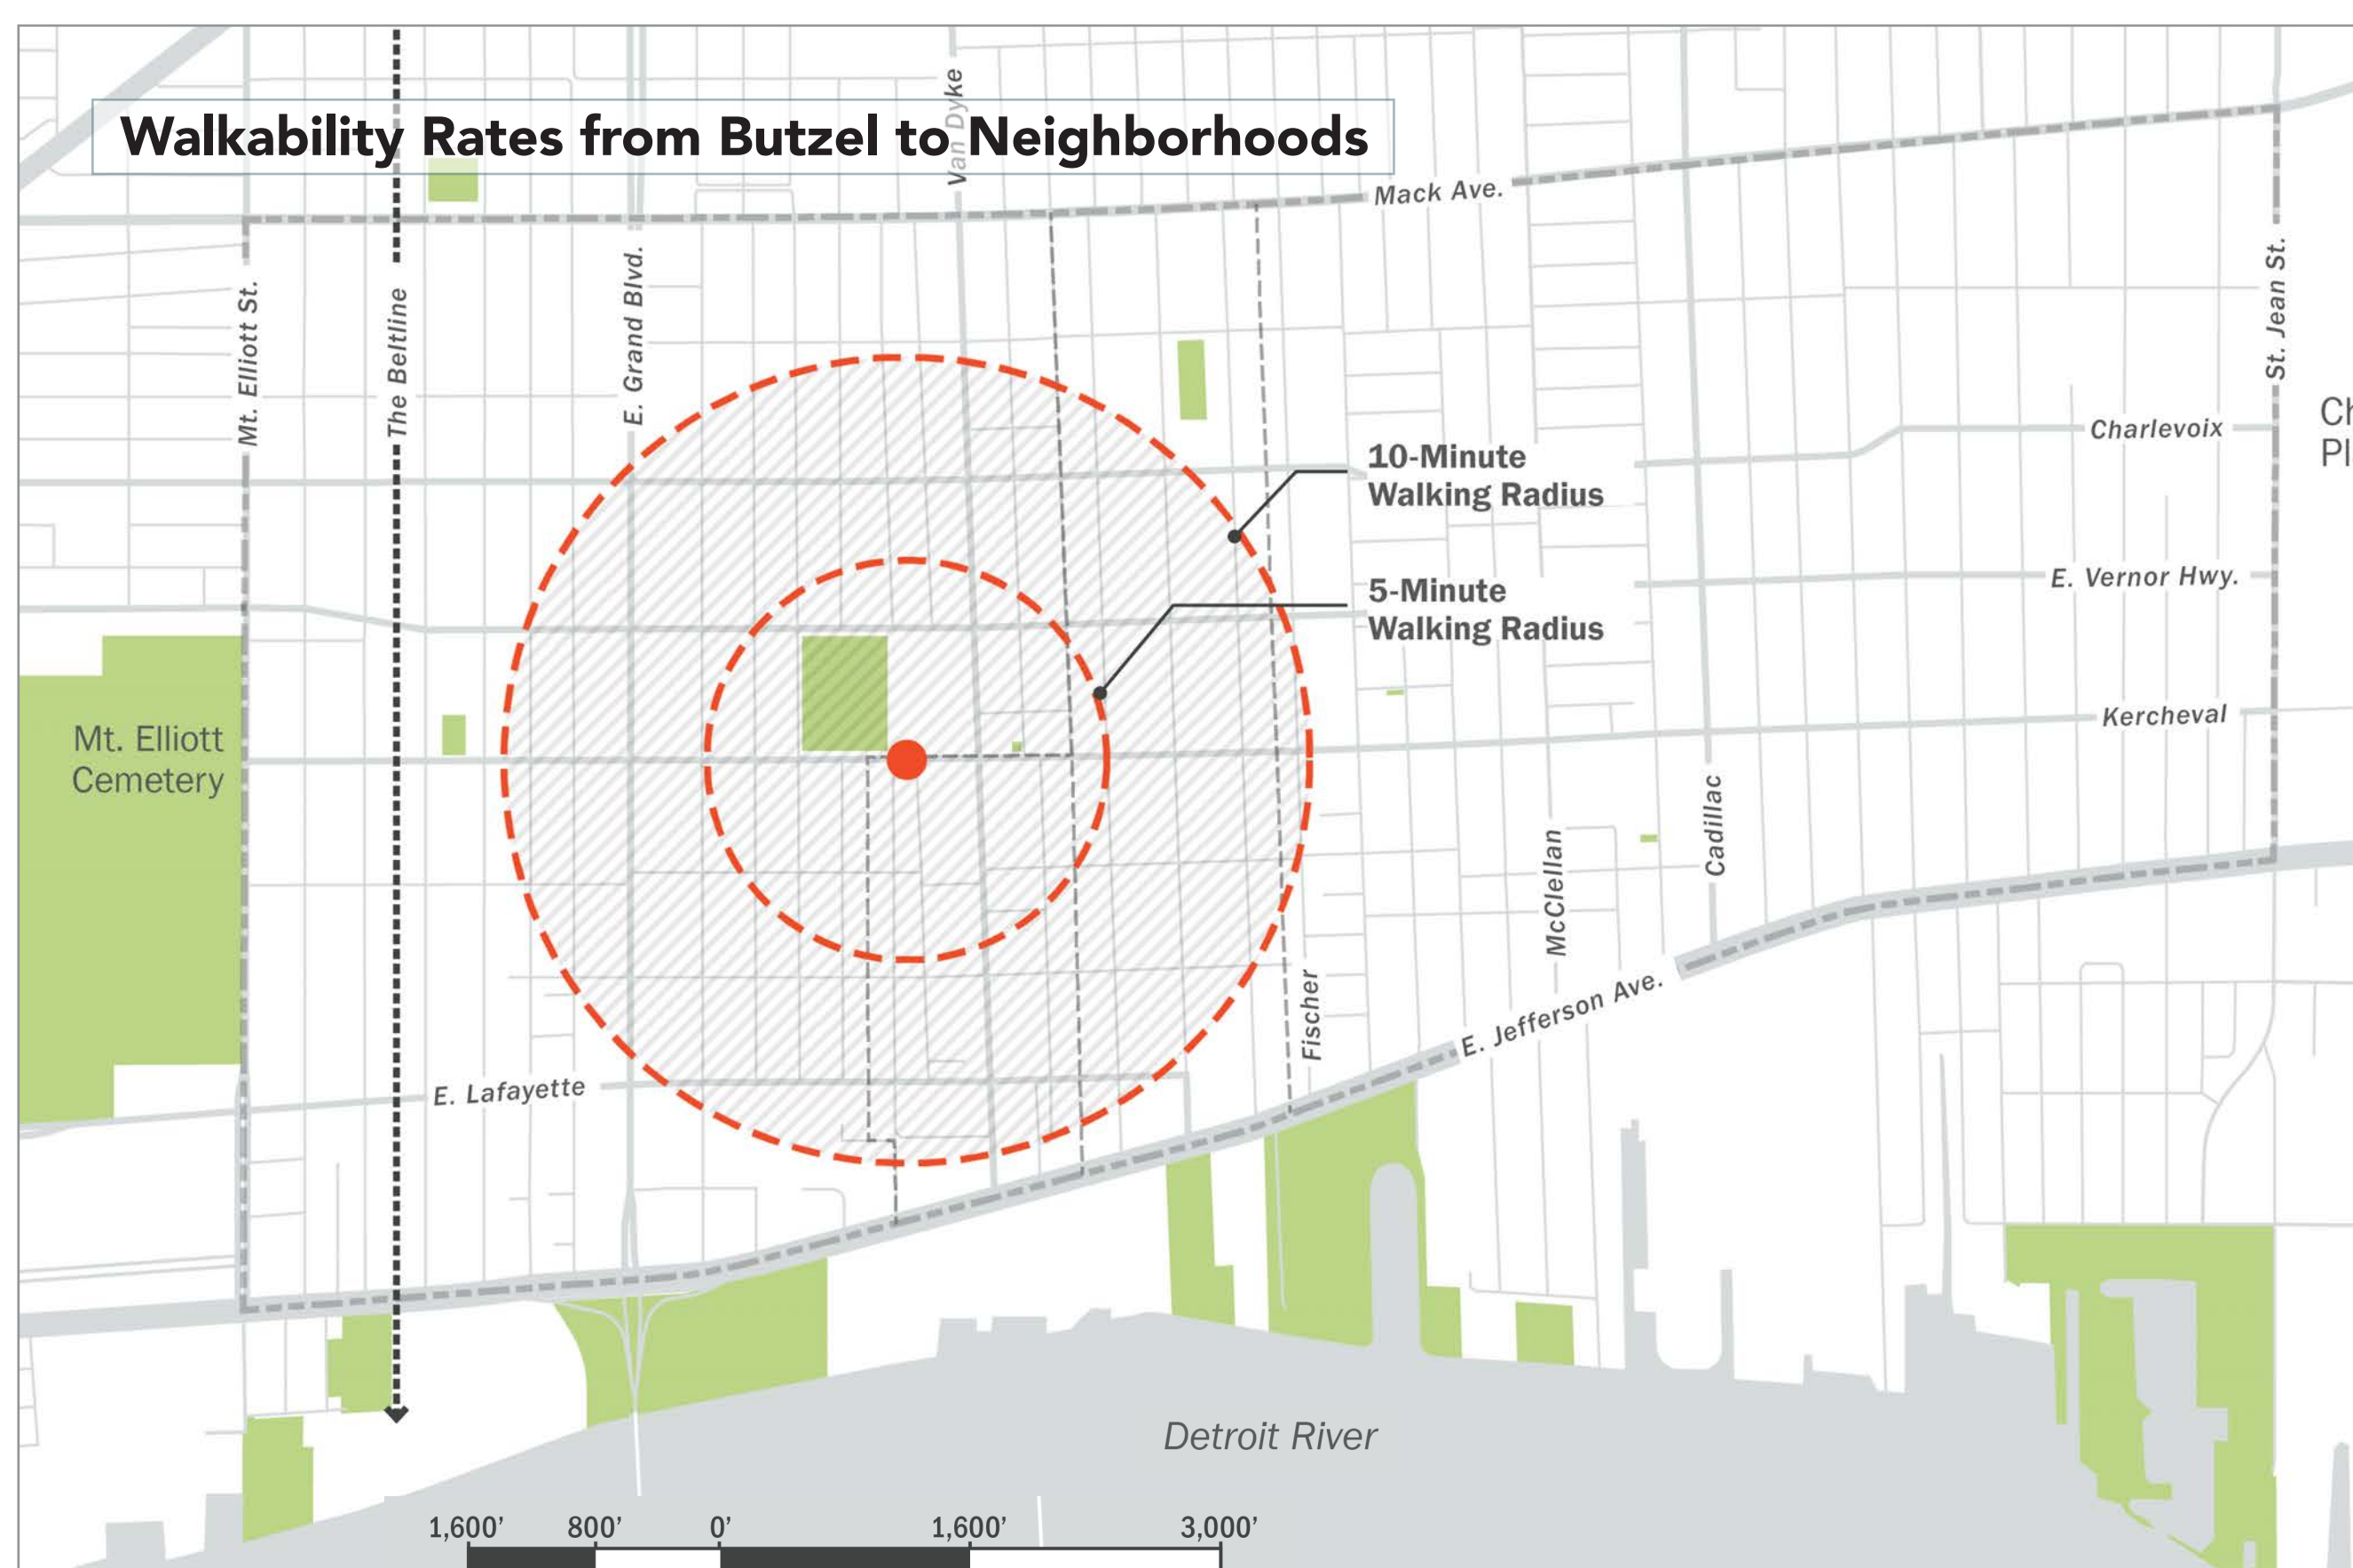 Walkability Rates from Butzel to Neighborhoods
Van Dyke
Mack Ave.
Mt. Elliott St.
The Beltline
E. Grand Blvd.
St. Jean St.
Charlevoix
Ch
Pl
10-Minute
Walking Radius
E. Vernor Hwy.
5-Minute
Walking Radius
Kercheval
Mt. Elliott
Cemetery
Cadillac
McClellan
Fischer
E. Jefferson Ave.
E. Lafayette
Detroit River
1,600’ 800’ 0’ 1,600’ 3,000’